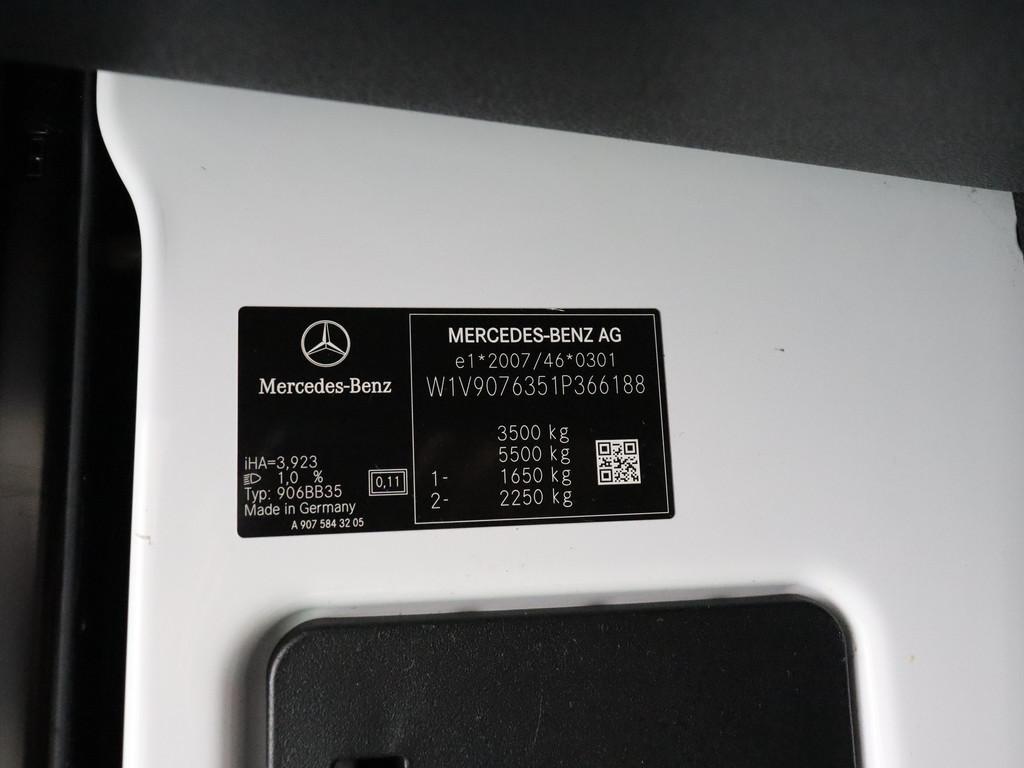 Mercedes-Benz
iHA=3,923
1,0 %
Typ: 906BB35
Made in Germany
A 907 584 32 05
0,11
MERCEDES-BENZ AG
e1*2007/46*0301
W1V9076351P366188
3500 kg
5500 kg
1- 1650 kg
2- 2250 kg